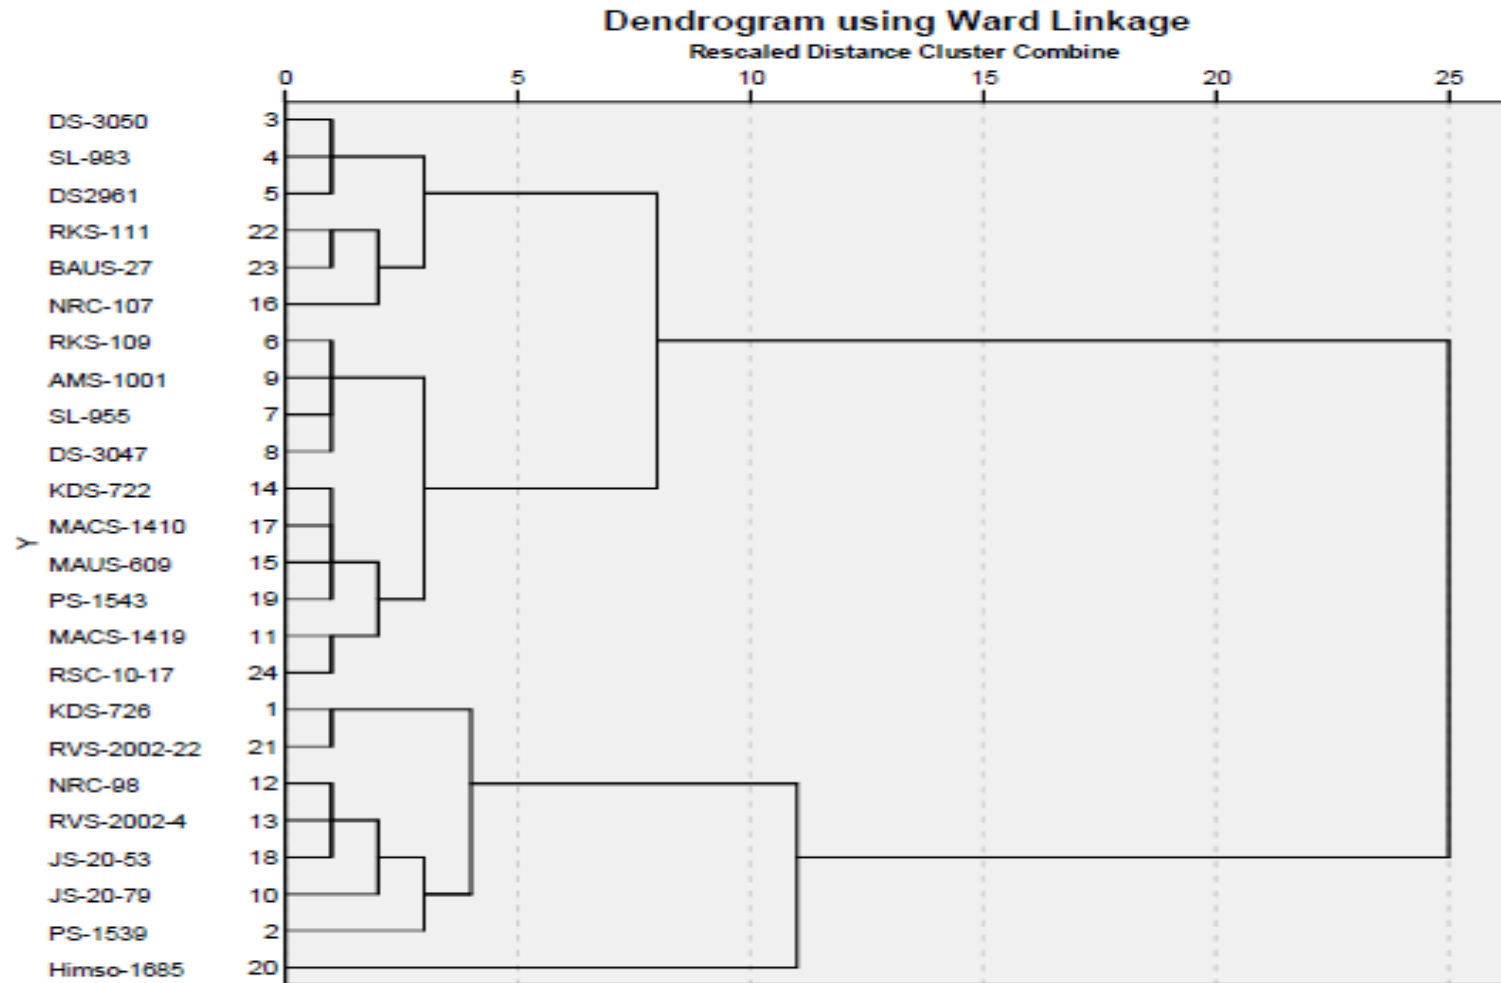 Dendrogram using Ward Linkage
Rescaled Distance Cluster Combine
0 5 10 15 20 25
DS-3050 3
SL-983 4
DS2961 5
RKS-111 22
BAUS-27 23
NRC-107 16
RKS-109 6
AMS-1001 9
SL-955 7
DS-3047 8
KDS-722 14
MACS-1410 17
Y
MAUS-609 15
PS-1543 19
MACS-1419 11
RSC-10-17 24
KDS-726 1
RVS-2002-22 21
NRC-98 12
RVS-2002-4 13
JS-20-53 18
JS-20-79 10
PS-1539 2
Himso-1685 20